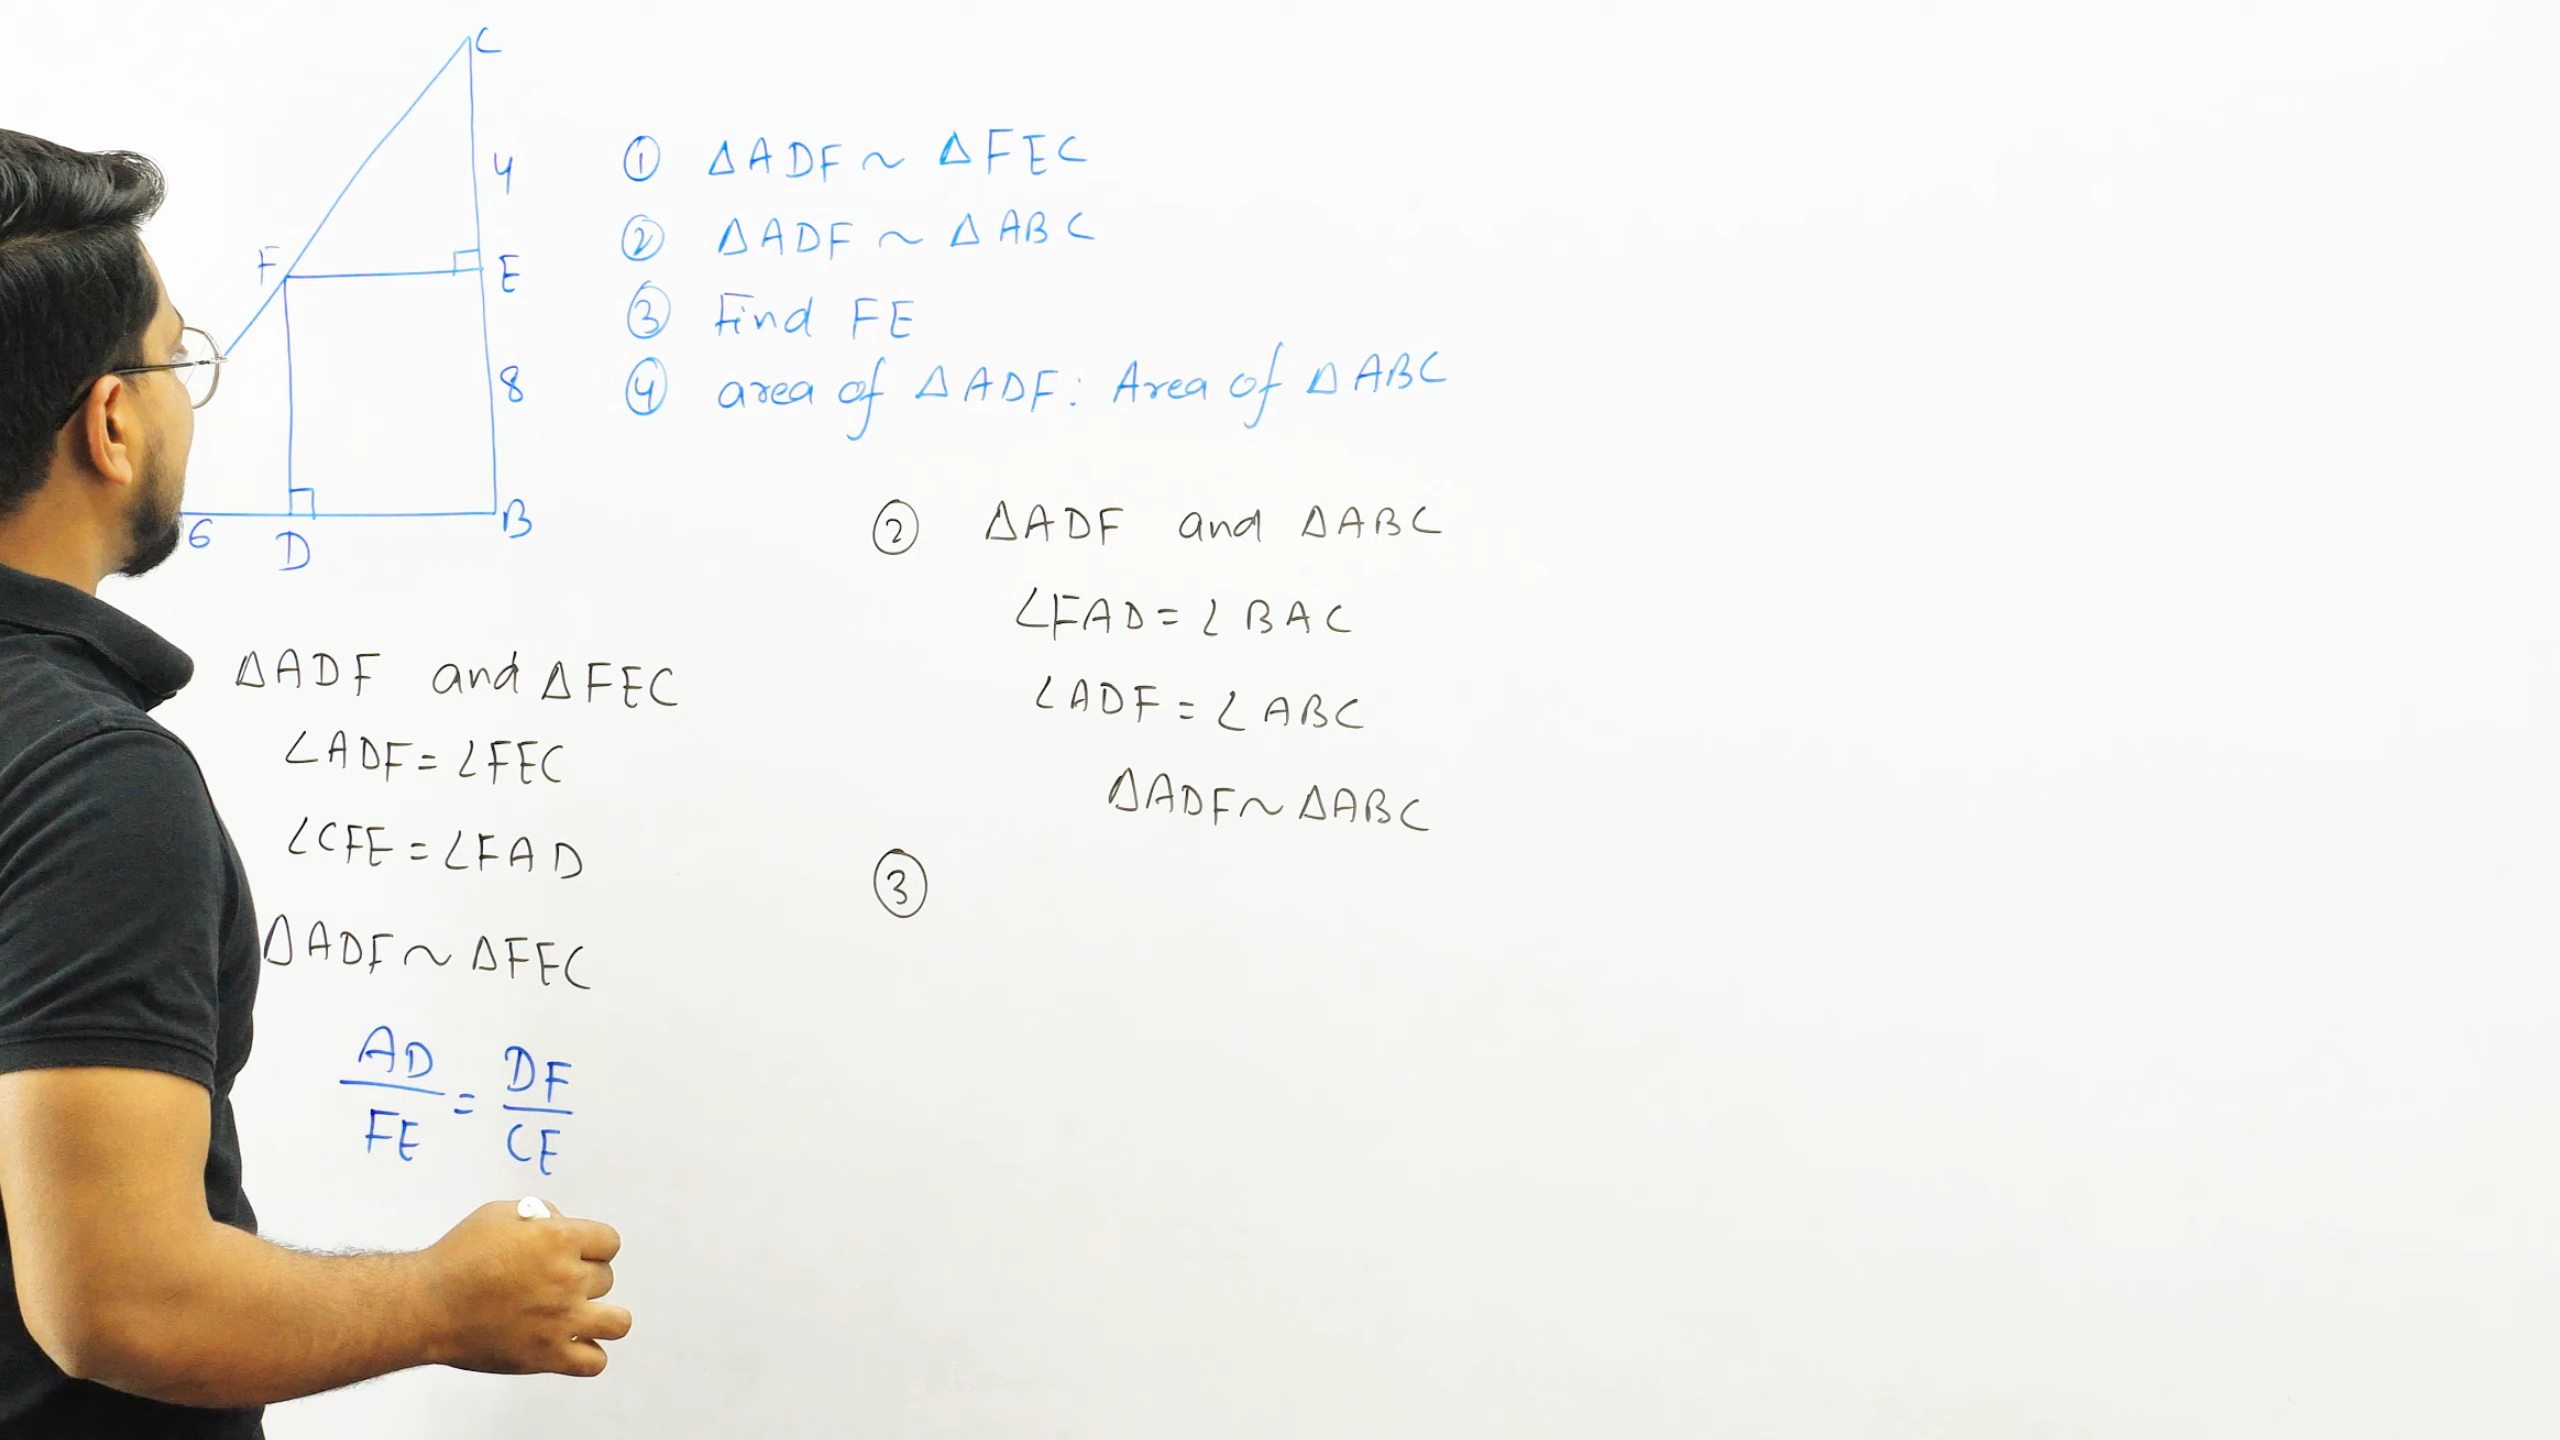 C
4
F
E
8
6
D
B
① ΔADF ~ ΔFEC
② ΔADF ~ ΔABC
③ Find FE
④ area of ΔADF : Area of ΔABC
ΔADF and ΔFEC
∠ADF = ∠FEC
∠CFE = ∠FAD
ΔADF ~ ΔFEC
AD/FE = DF/CE
② ΔADF and ΔABC
∠FAD = ∠BAC
∠ADF = ∠ABC
ΔADF ~ ΔABC
③